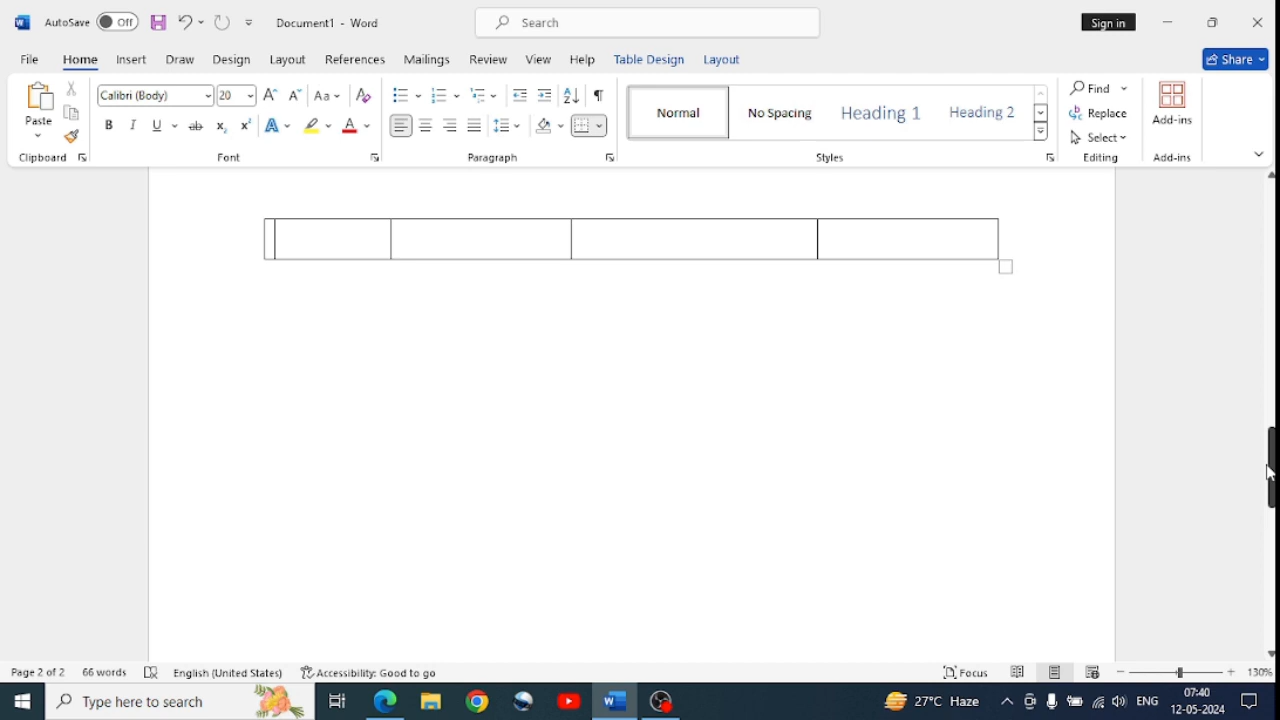 AutoSave Off Document1 - Word Search Sign in
File Home Insert Draw Design Layout References Mailings Review View Help Table Design Layout Share
Paste Calibri (Body) 20 Aa Normal No Spacing Heading 1 Heading 2 Find Replace Select Add-ins
Clipboard Font Paragraph Styles Editing Add-ins
Page 2 of 2 66 words English (United States) Accessibility: Good to go Focus 130%
Type here to search 27°C Haze ENG 07:40 12-05-2024